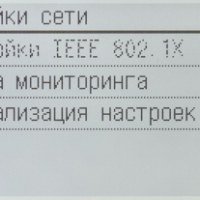 йки сети
ойки IEEE 802.1X
а мониторинга
ализация настроек